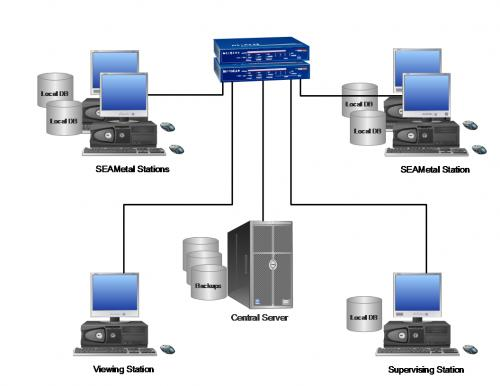 Local DB
Local DB
SEAMetal Stations
Local DB
Local DB
SEAMetal Station
Backups
Central Server
Viewing Station
Local DB
Supervising Station